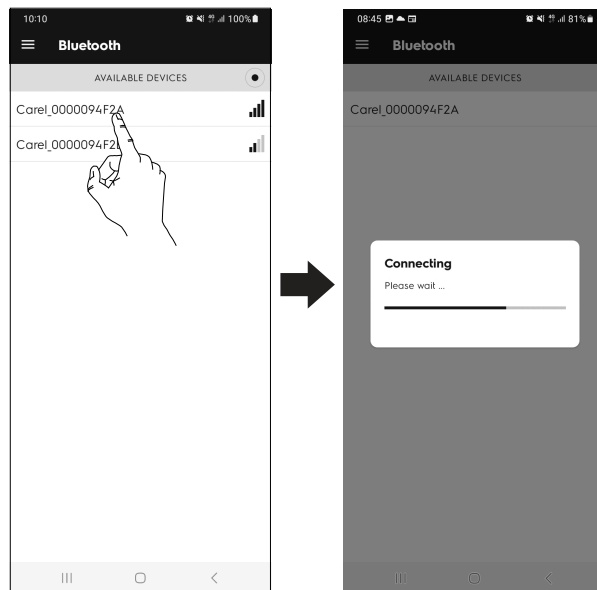 10:10
100%
Bluetooth
AVAILABLE DEVICES
Carel_0000094F2A
Carel_0000094F2
08:45
81%
Bluetooth
AVAILABLE DEVICES
Carel_0000094F2A
Connecting
Please wait ...